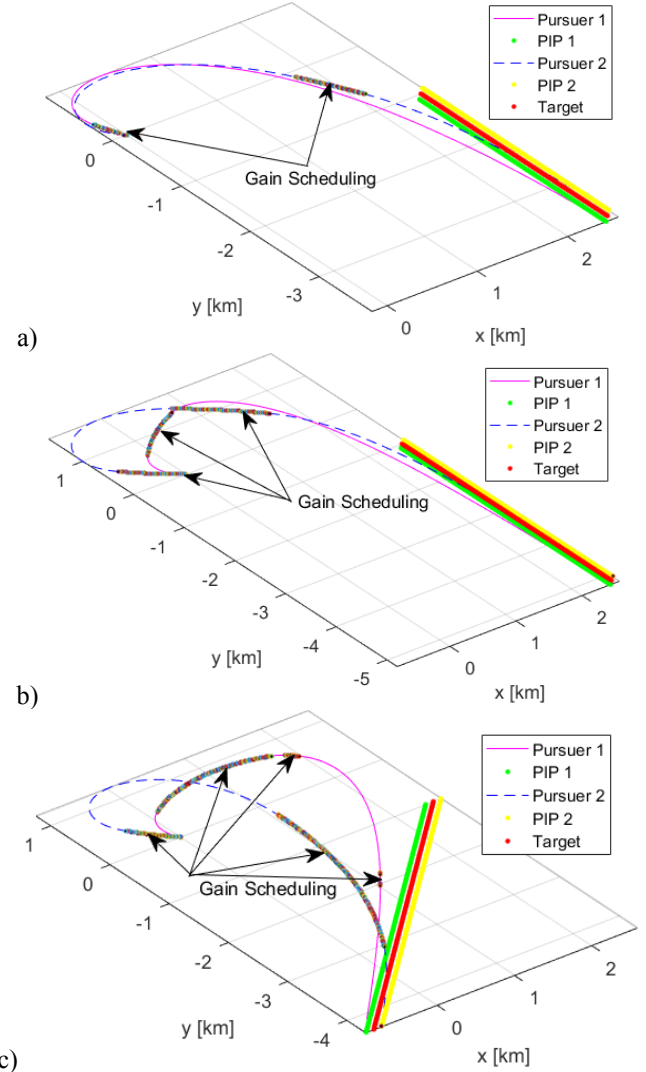 Pursuer 1
PIP 1
Pursuer 2
PIP 2
Target
Gain Scheduling
0
-1
-2
-3
0
1
2
y [km]
x [km]
a)
Pursuer 1
PIP 1
Pursuer 2
PIP 2
Target
Gain Scheduling
1
0
-1
-2
-3
-4
-5
0
1
2
y [km]
x [km]
b)
Pursuer 1
PIP 1
Pursuer 2
PIP 2
Target
Gain Scheduling
1
0
-1
-2
-3
-4
0
1
2
y [km]
x [km]
c)